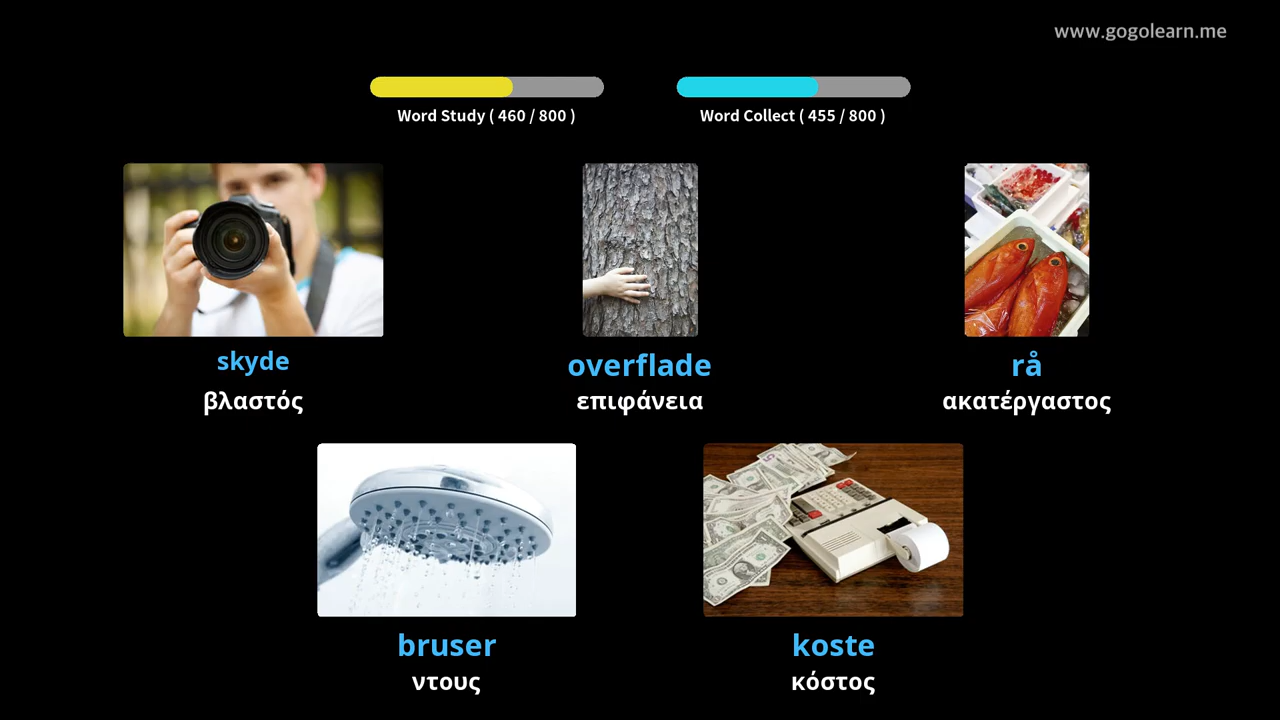 www.gogolearn.me
Word Study ( 460 / 800 )
Word Collect ( 455 / 800 )
skyde
βλαστός
overflade
επιφάνεια
rå
ακατέργαστος
bruser
ντους
koste
κόστος